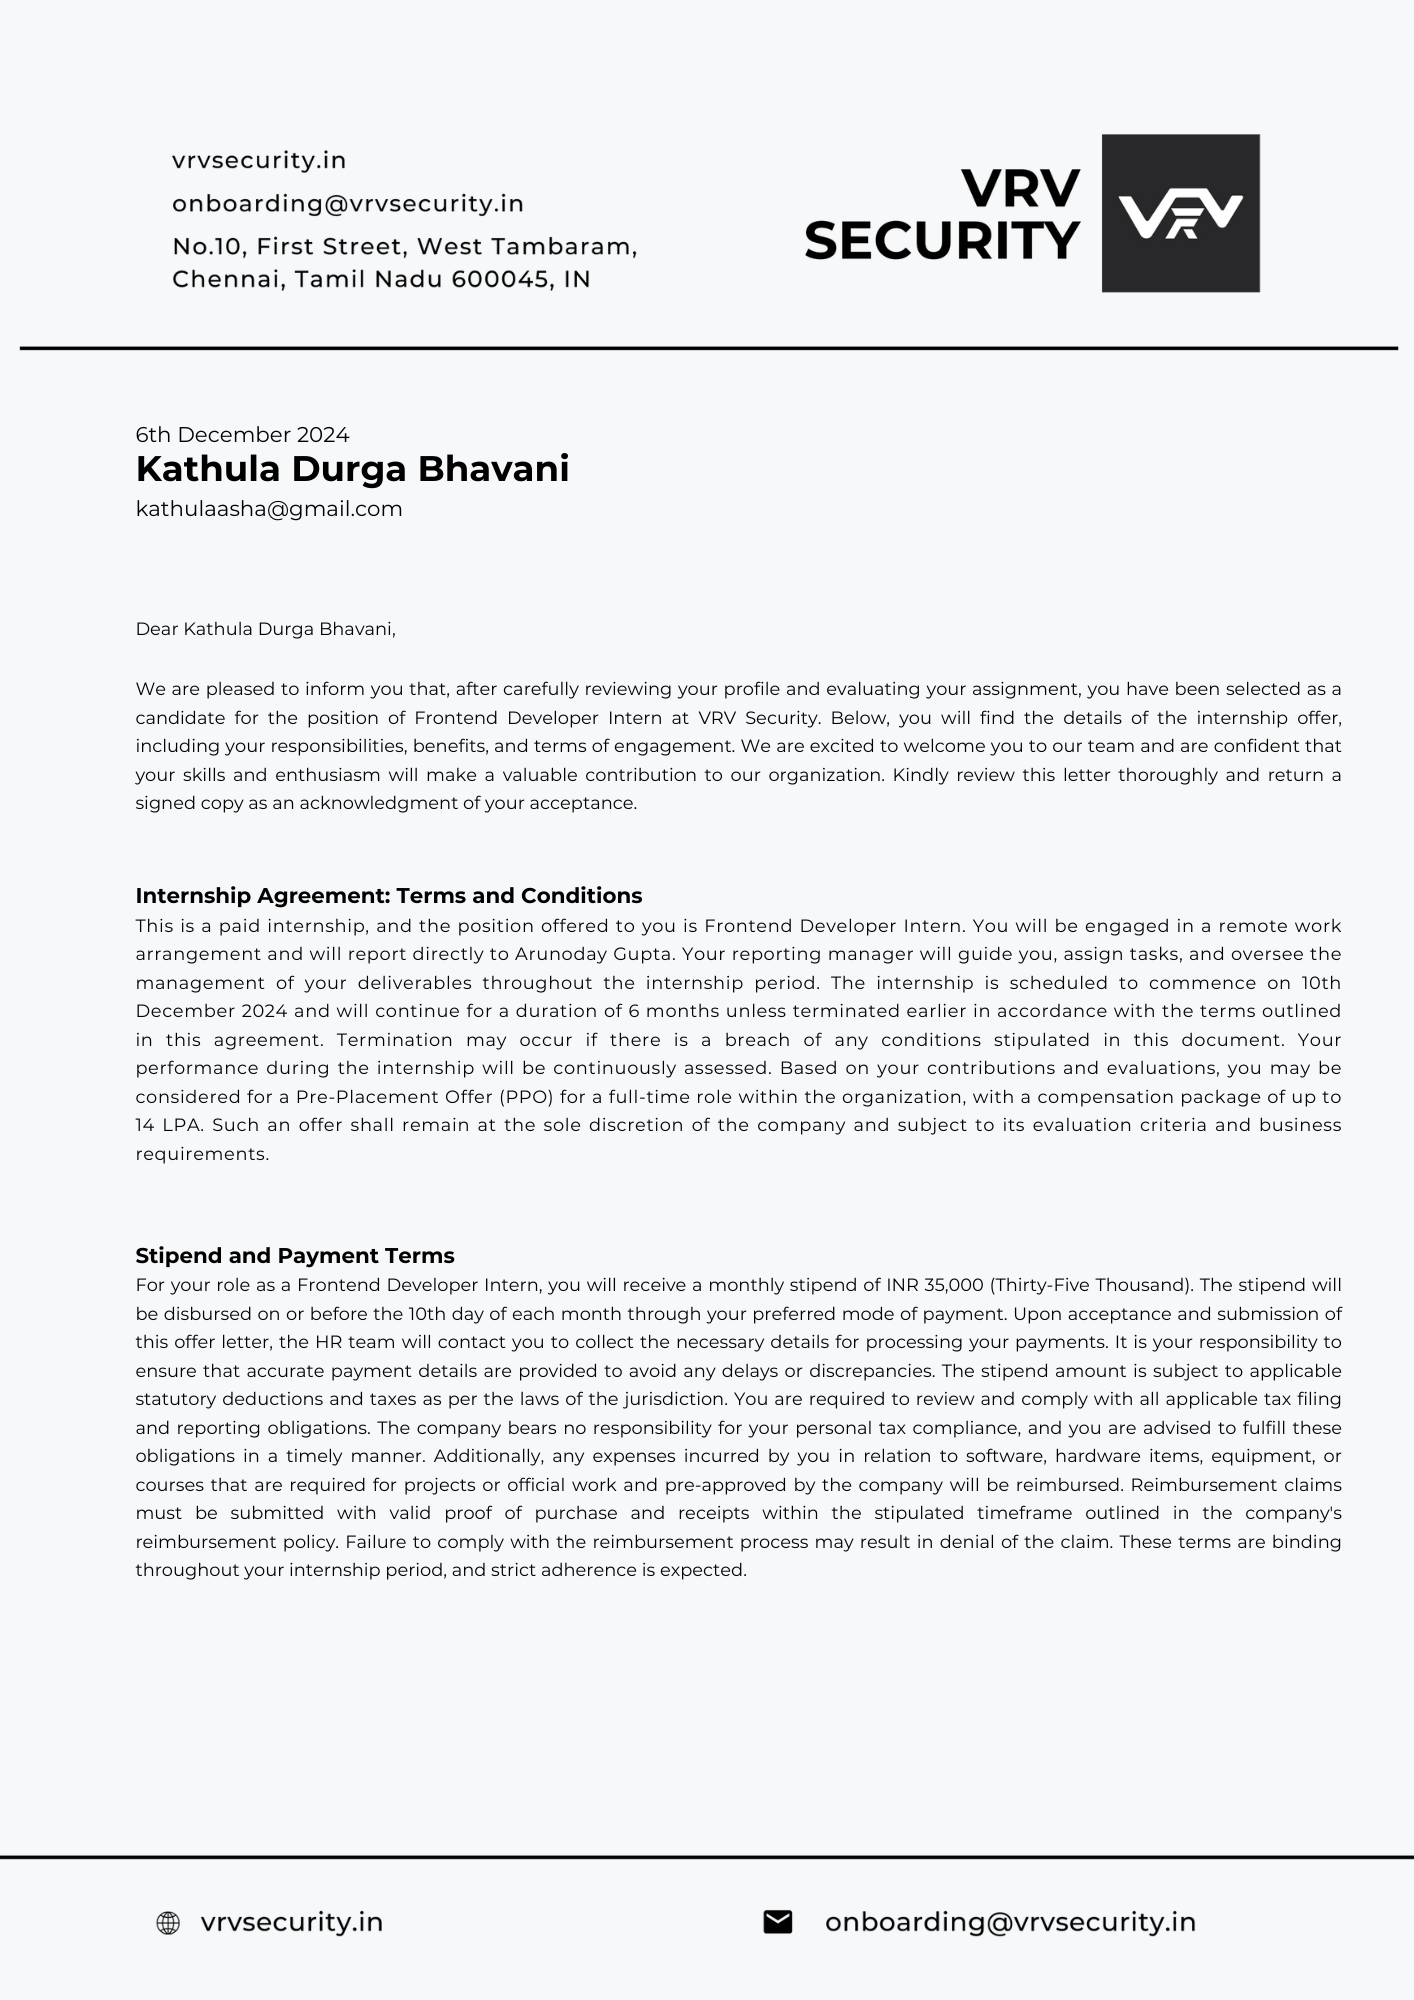 vrvsecurity.in
onboarding@vrvsecurity.in
No.10, First Street, West Tambaram,
Chennai, Tamil Nadu 600045, IN
VRV
SECURITY
VRV
6th December 2024
Kathula Durga Bhavani
kathulaasha@gmail.com
Dear Kathula Durga Bhavani,
We are pleased to inform you that, after carefully reviewing your profile and evaluating your assignment, you have been selected as a
candidate for the position of Frontend Developer Intern at VRV Security. Below, you will find the details of the internship offer,
including your responsibilities, benefits, and terms of engagement. We are excited to welcome you to our team and are confident that
your skills and enthusiasm will make a valuable contribution to our organization. Kindly review this letter thoroughly and return a
signed copy as an acknowledgment of your acceptance.
Internship Agreement: Terms and Conditions
This is a paid internship, and the position offered to you is Frontend Developer Intern. You will be engaged in a remote work
arrangement and will report directly to Arunoday Gupta. Your reporting manager will guide you, assign tasks, and oversee the
management of your deliverables throughout the internship period. The internship is scheduled to commence on 10th
December 2024 and will continue for a duration of 6 months unless terminated earlier in accordance with the terms outlined
in this agreement. Termination may occur if there is a breach of any conditions stipulated in this document. Your
performance during the internship will be continuously assessed. Based on your contributions and evaluations, you may be
considered for a Pre-Placement Offer (PPO) for a full-time role within the organization, with a compensation package of up to
14 LPA. Such an offer shall remain at the sole discretion of the company and subject to its evaluation criteria and business
requirements.
Stipend and Payment Terms
For your role as a Frontend Developer Intern, you will receive a monthly stipend of INR 35,000 (Thirty-Five Thousand). The stipend will
be disbursed on or before the 10th day of each month through your preferred mode of payment. Upon acceptance and submission of
this offer letter, the HR team will contact you to collect the necessary details for processing your payments. It is your responsibility to
ensure that accurate payment details are provided to avoid any delays or discrepancies. The stipend amount is subject to applicable
statutory deductions and taxes as per the laws of the jurisdiction. You are required to review and comply with all applicable tax filing
and reporting obligations. The company bears no responsibility for your personal tax compliance, and you are advised to fulfill these
obligations in a timely manner. Additionally, any expenses incurred by you in relation to software, hardware items, equipment, or
courses that are required for projects or official work and pre-approved by the company will be reimbursed. Reimbursement claims
must be submitted with valid proof of purchase and receipts within the stipulated timeframe outlined in the company's
reimbursement policy. Failure to comply with the reimbursement process may result in denial of the claim. These terms are binding
throughout your internship period, and strict adherence is expected.
vrvsecurity.in
onboarding@vrvsecurity.in